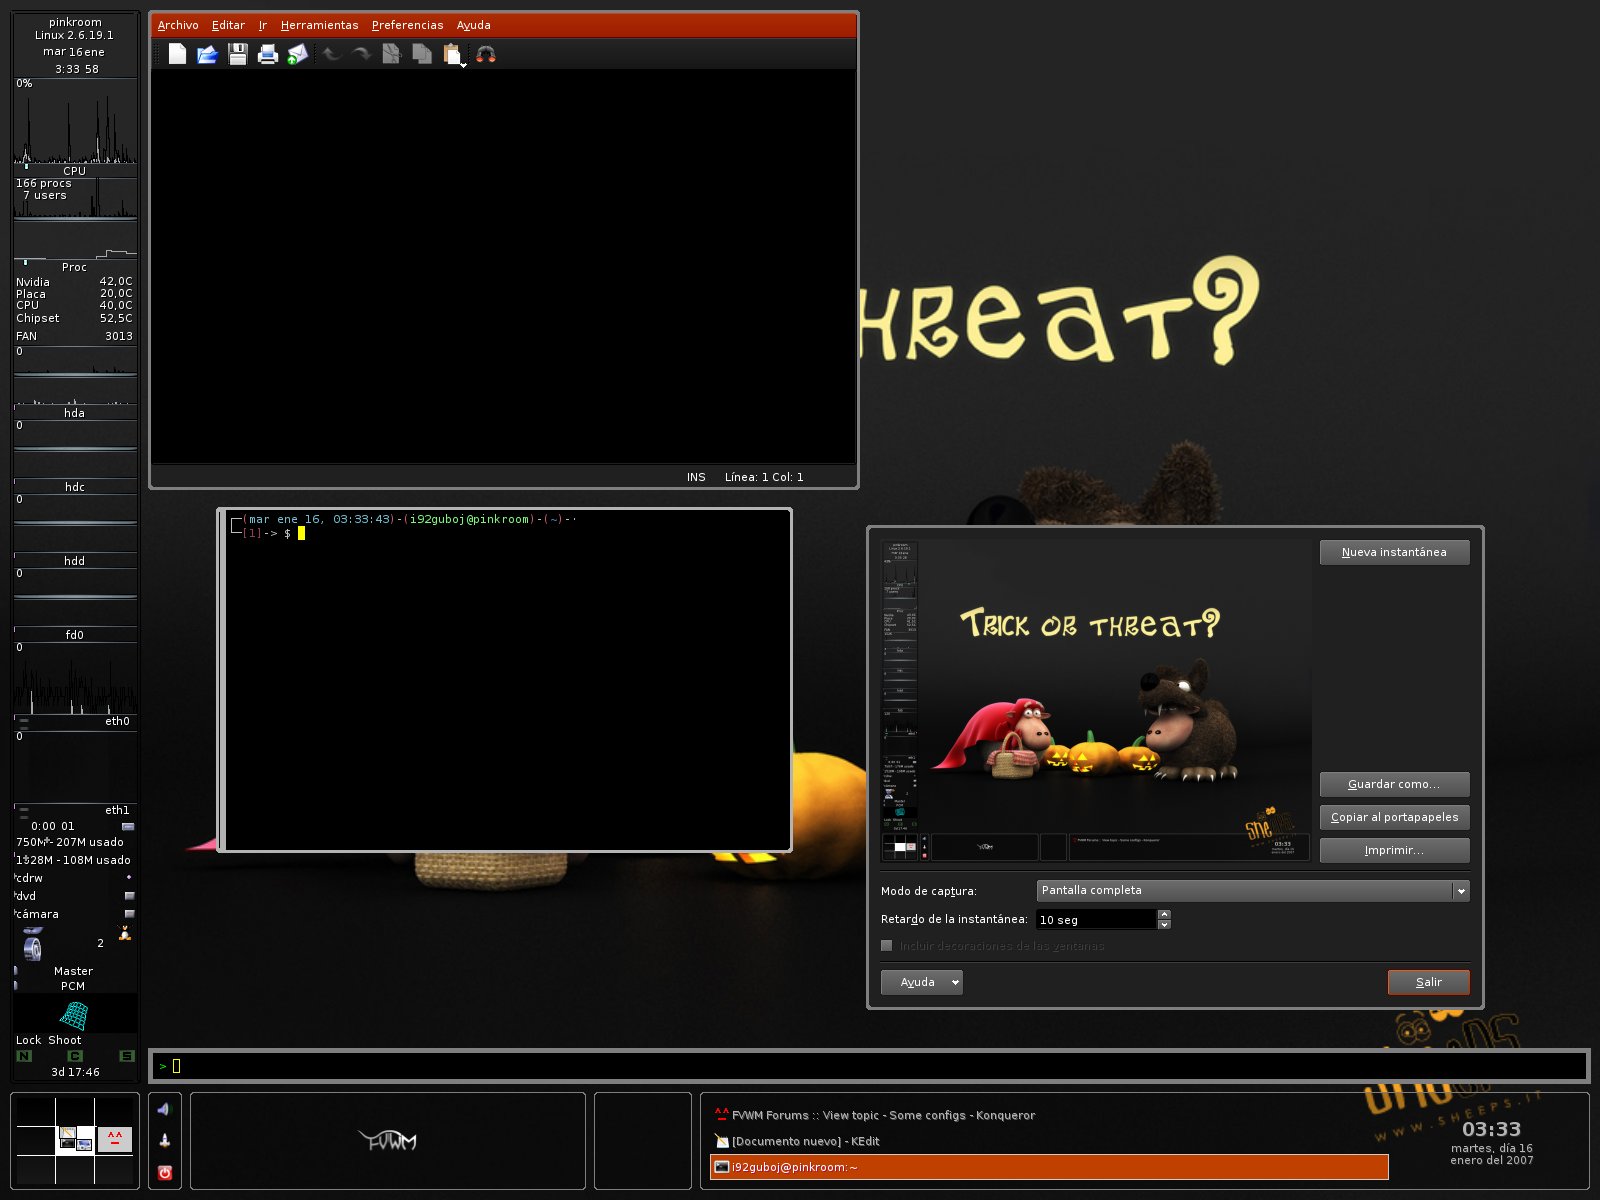 pinkroom
Linux 2.6.19.1
mar 16 ene
3:33 58
0%
CPU
166 procs
7 users
Proc
Nvidia 42,0C
Placa 20,0C
CPU 40,0C
Chipset 52,5C
FAN 3013
0
hda
0
hdc
0
hdd
0
fd0
0
eth0
0
eth1
0:00 01
750M - 207M usado
1128M - 108M usado
cdrw
dvd
cámara
2
Master
PCM
Lock Shoot
N C S
3d 17:46
Archivo Editar Ir Herramientas Preferencias Ayuda
INS Línea: 1 Col: 1
HREAT?
(mar ene 16, 03:33:43)-(i92guboj@pinkroom)-(~)-·
[1]-> $
Nueva instantánea
TRICK OR THREAT?
Guardar como...
Copiar al portapapeles
Imprimir...
Modo de captura: Pantalla completa
Retardo de la instantánea: 10 seg
Incluir decoraciones de las ventanas
Ayuda Salir
>
FVWM
FVWM Forums :: View topic - Some configs - Konqueror
[Documento nuevo] - KEdit
i92guboj@pinkroom:~
WWW.SHEEPS.IT
03:33
martes, día 16
enero del 2007